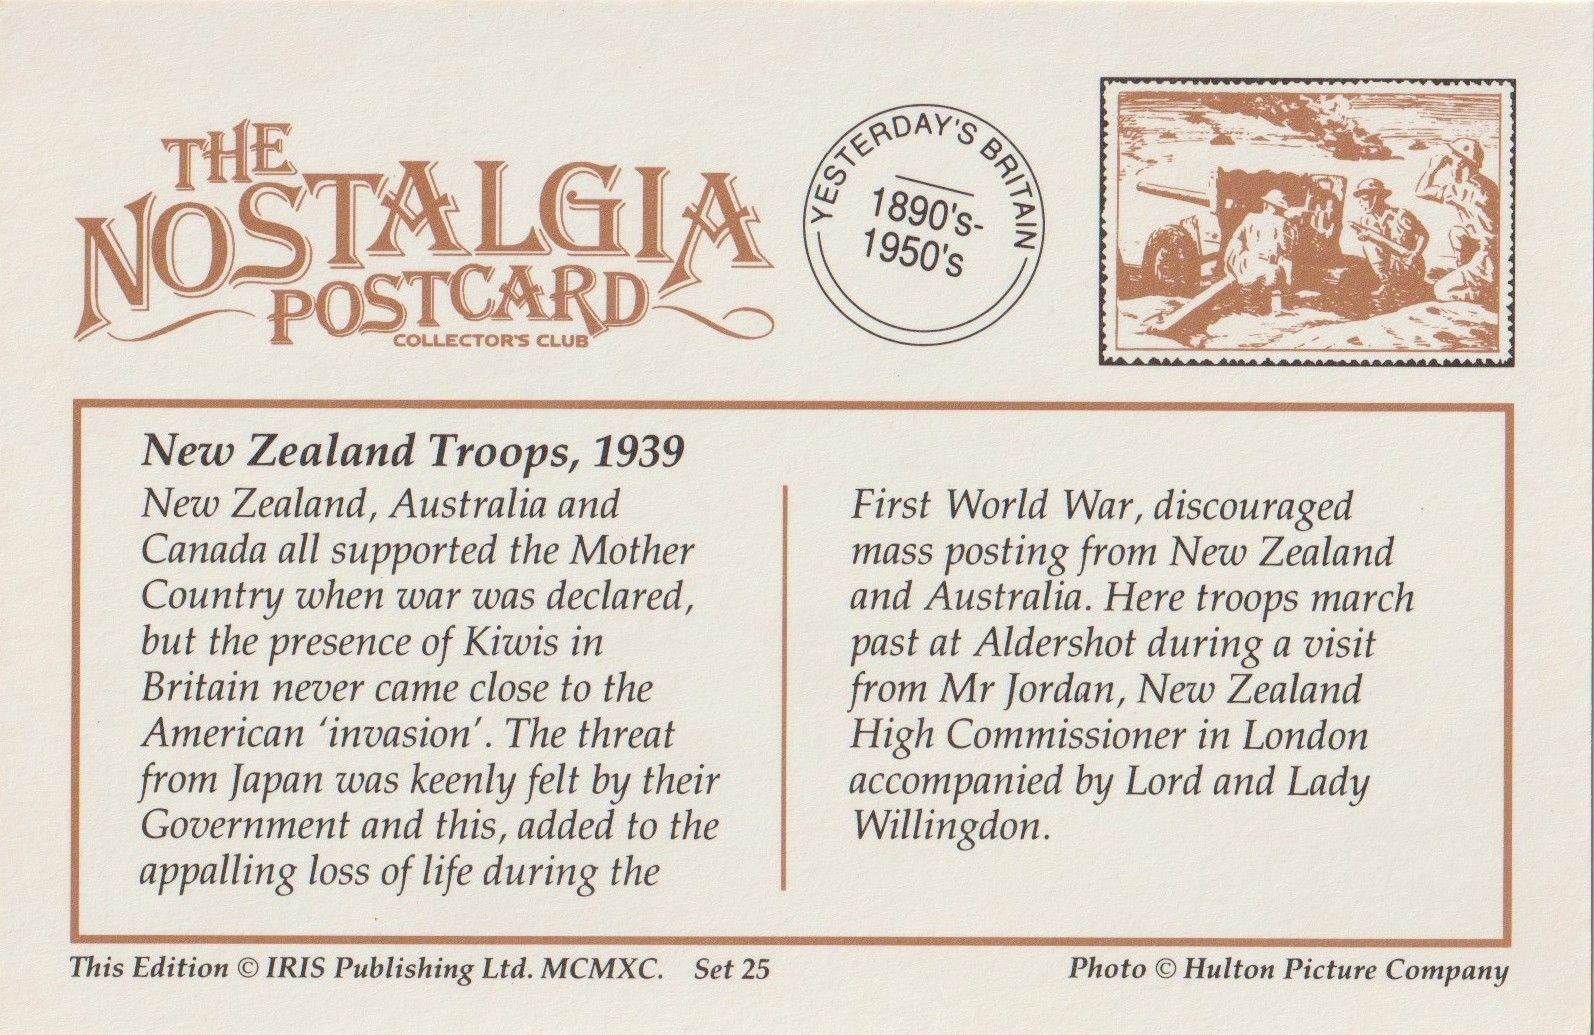 THE
NOSTALGIA
POSTCARD
COLLECTOR'S CLUB
YESTERDAY'S BRITAIN
1890's-
1950's
New Zealand Troops, 1939
New Zealand, Australia and
Canada all supported the Mother
Country when war was declared,
but the presence of Kiwis in
Britain never came close to the
American ‘invasion’. The threat
from Japan was keenly felt by their
Government and this, added to the
appalling loss of life during the
First World War, discouraged
mass posting from New Zealand
and Australia. Here troops march
past at Aldershot during a visit
from Mr Jordan, New Zealand
High Commissioner in London
accompanied by Lord and Lady
Willingdon.
This Edition © IRIS Publishing Ltd. MCMXC. Set 25
Photo © Hulton Picture Company